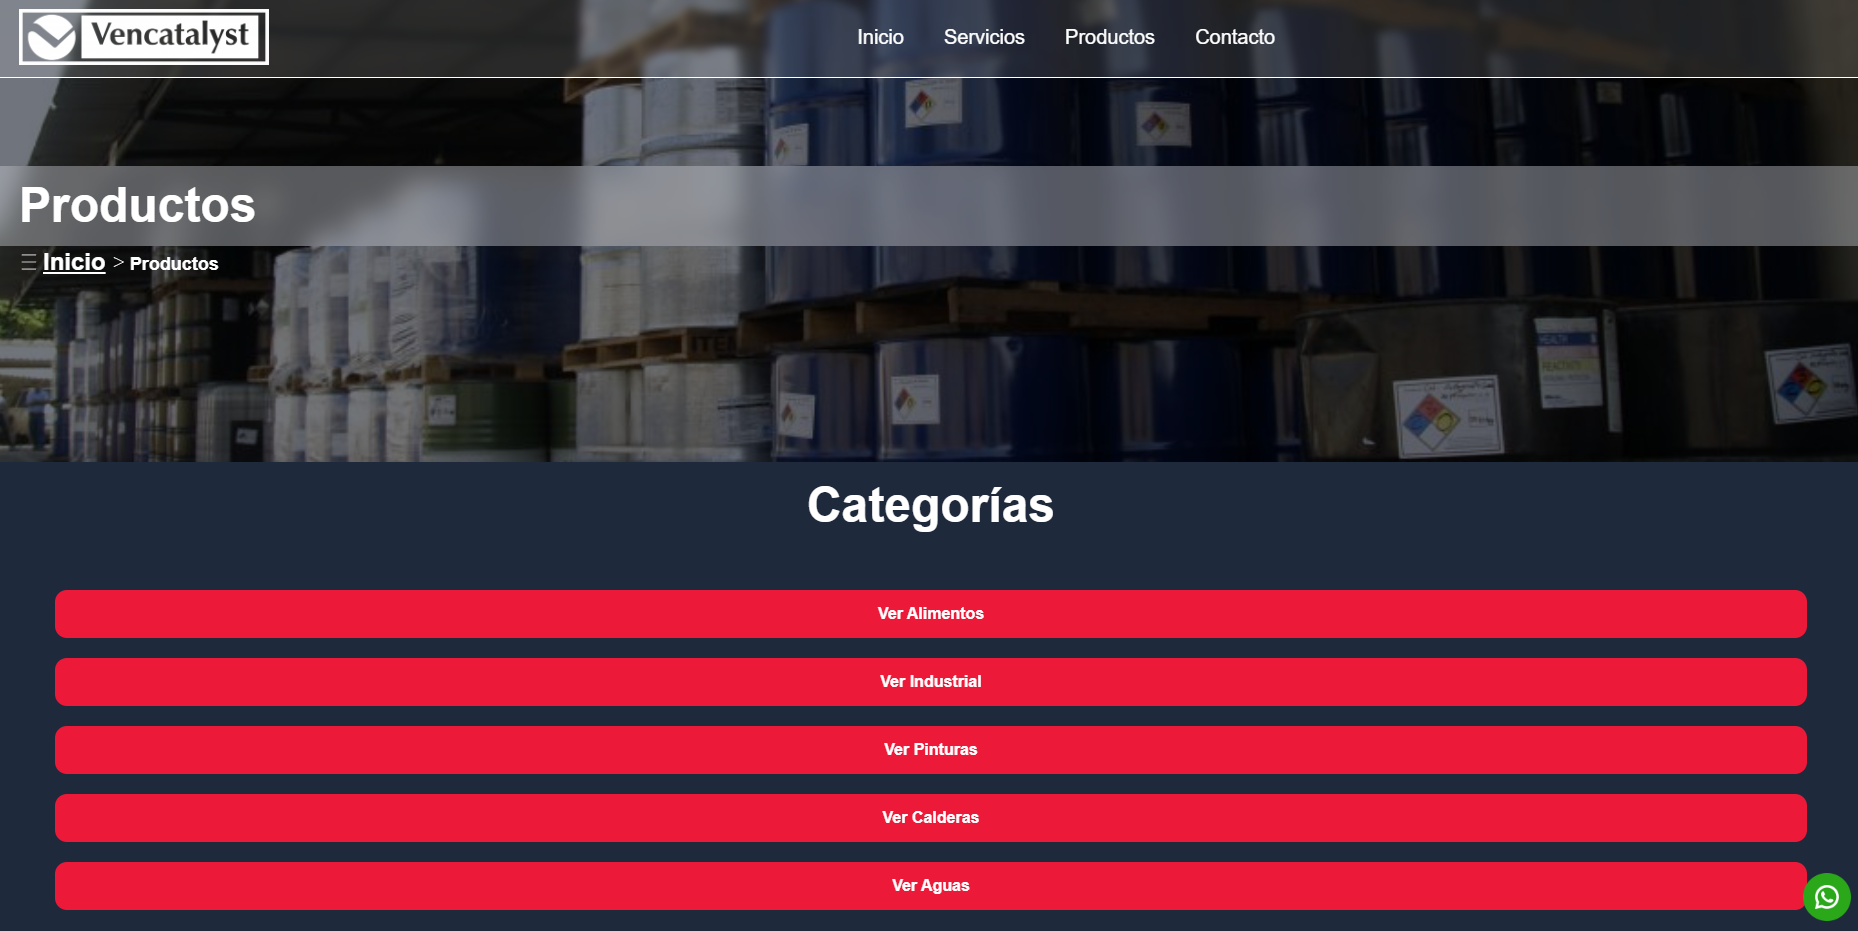 Vencatalyst
Inicio Servicios Productos Contacto
Productos
Inicio > Productos
HEALTH
Categorías
Ver Alimentos
Ver Industrial
Ver Pinturas
Ver Calderas
Ver Aguas